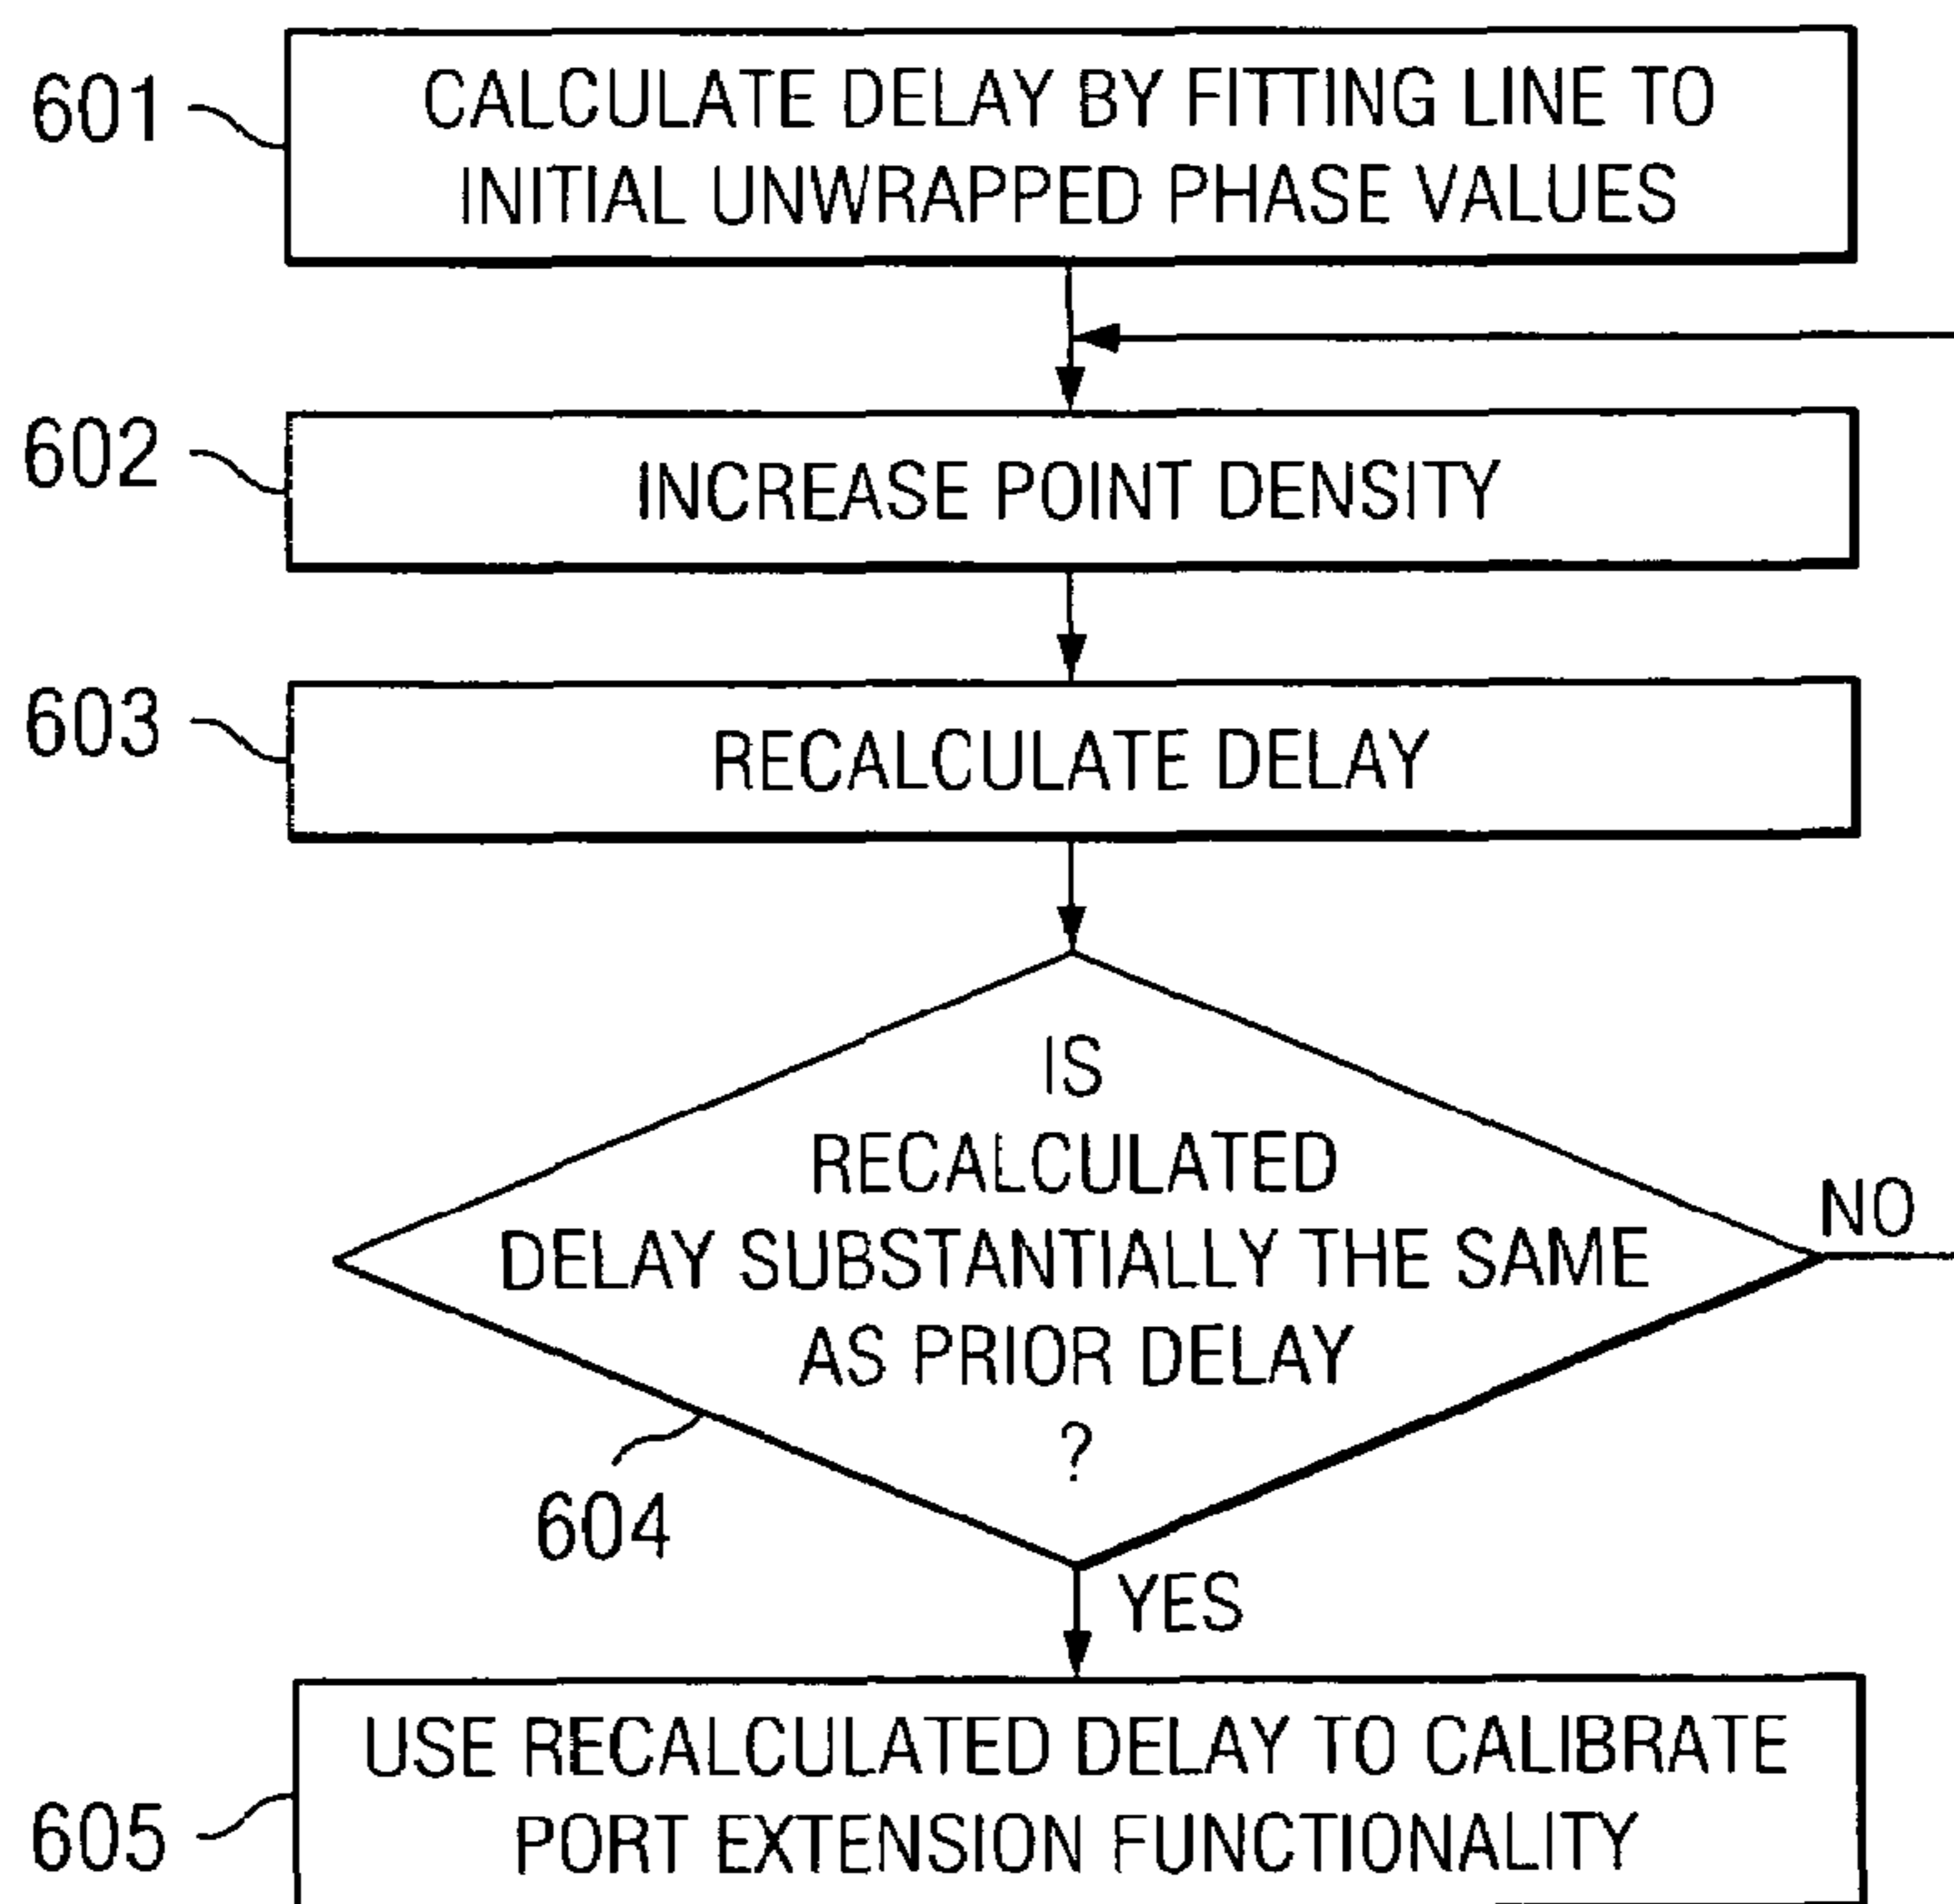 601
CALCULATE DELAY BY FITTING LINE TO
INITIAL UNWRAPPED PHASE VALUES
602
INCREASE POINT DENSITY
603
RECALCULATE DELAY
IS
RECALCULATED
DELAY SUBSTANTIALLY THE SAME
AS PRIOR DELAY
?
NO
604
YES
605
USE RECALCULATED DELAY TO CALIBRATE
PORT EXTENSION FUNCTIONALITY